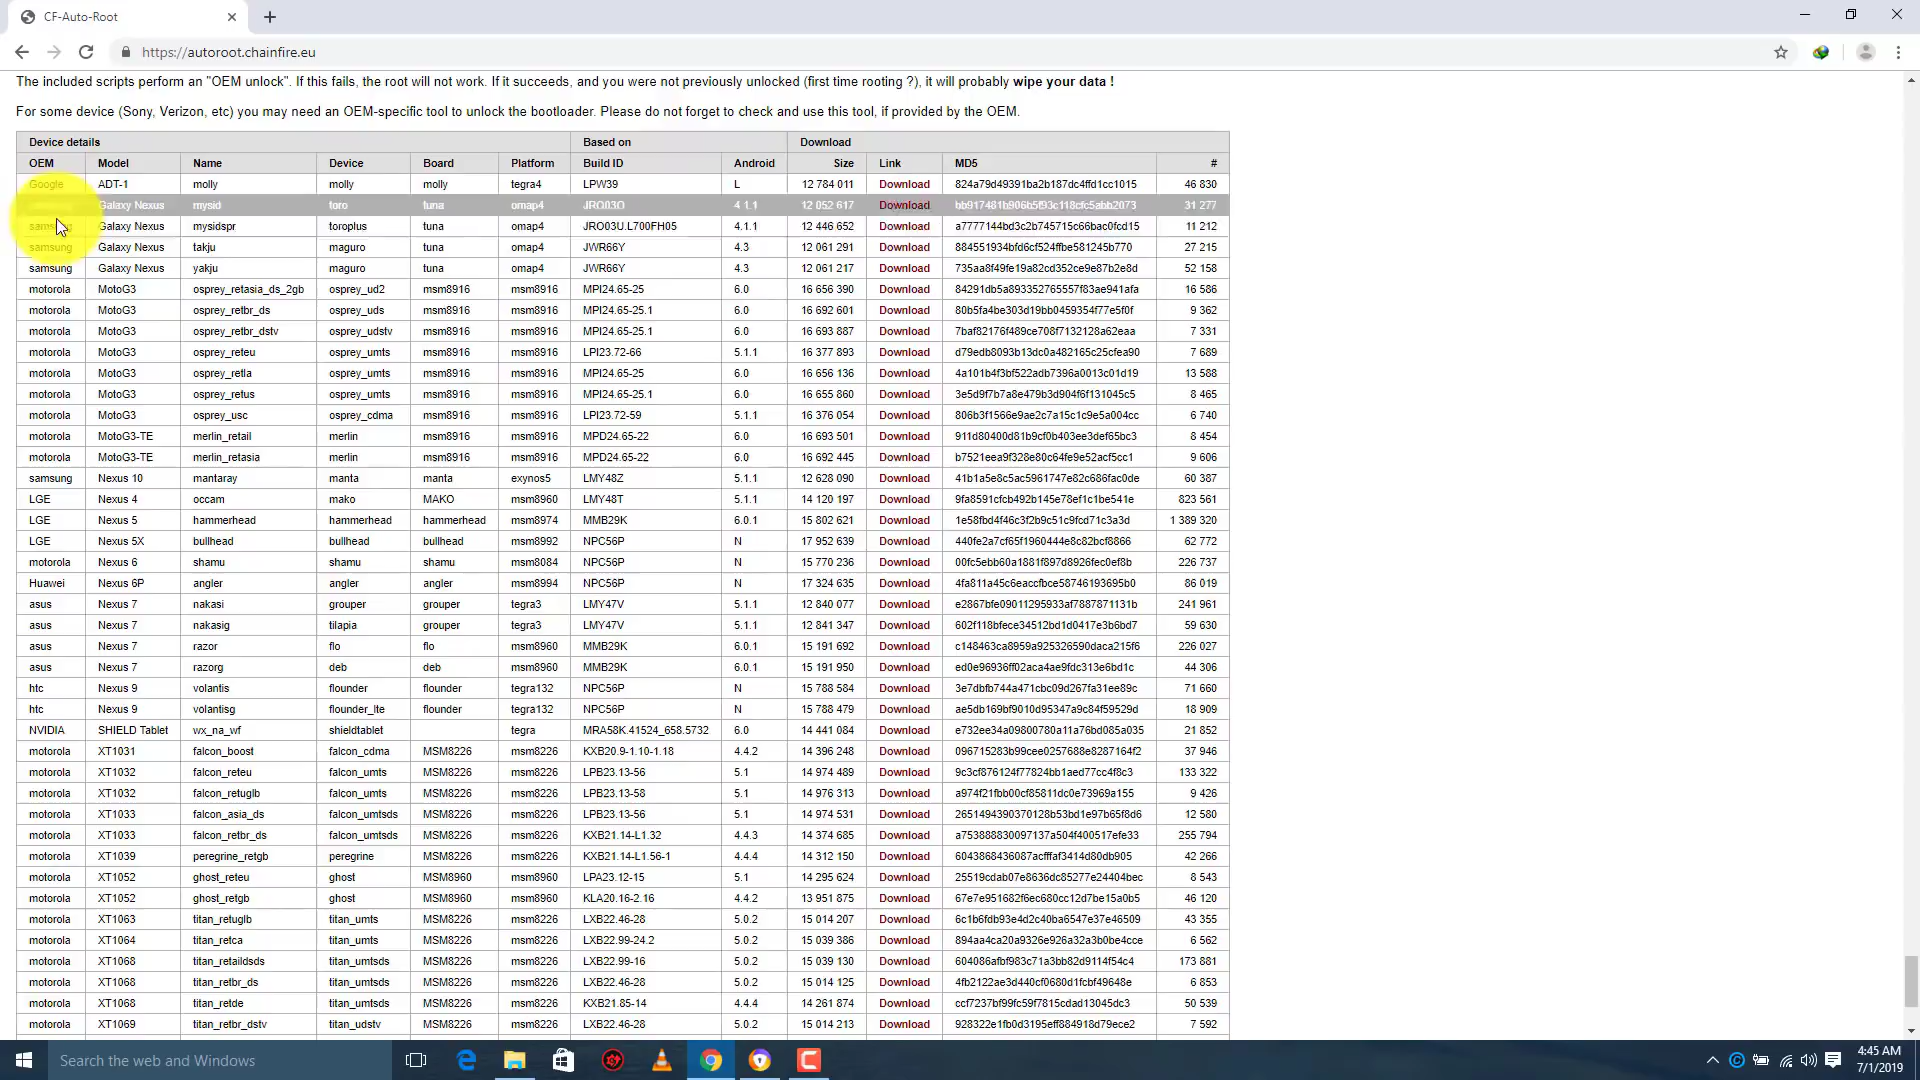 CF-Auto-Root
https://autoroot.chainfire.eu
The included scripts perform an "OEM unlock". If this fails, the root will not work. If it succeeds, and you were not previously unlocked (first time rooting ?), it will probably wipe your data !
For some device (Sony, Verizon, etc) you may need an OEM-specific tool to unlock the bootloader. Please do not forget to check and use this tool, if provided by the OEM.
Device details Based on Download
OEM Model Name Device Board Platform Build ID Android Size Link MD5 #
Google ADT-1 molly molly molly tegra4 LPW39 L 12 784 011 Download 824a79d49391ba2b187dc4ffd1cc1015 46 830
Galaxy Nexus mysid toro tuna omap4 JRO03O 4.1.1 12 052 617 Download bb917481b906b5f93c118cfc5abb2073 31 277
samsung Galaxy Nexus mysidspr toroplus tuna omap4 JRO03U.L700FH05 4.1.1 12 446 652 Download a7777144bd3c2b745715c66bac0fcd15 11 212
samsung Galaxy Nexus takju maguro tuna omap4 JWR66Y 4.3 12 061 291 Download 884551934bfd6cf524ffbe581245b770 27 215
samsung Galaxy Nexus yakju maguro tuna omap4 JWR66Y 4.3 12 061 217 Download 735aa8f49fe19a82cd352ce9e87b2e8d 52 158
motorola MotoG3 osprey_retasia_ds_2gb osprey_ud2 msm8916 msm8916 MPI24.65-25 6.0 16 656 390 Download 84291db5a893352765557f83ae941afa 16 586
motorola MotoG3 osprey_retbr_ds osprey_uds msm8916 msm8916 MPI24.65-25.1 6.0 16 692 601 Download 80b5fa4be303d19bb0459354f77e5f0f 9 362
motorola MotoG3 osprey_retbr_dstv osprey_udstv msm8916 msm8916 MPI24.65-25.1 6.0 16 693 887 Download 7baf82176f489ce708f7132128a62eaa 7 331
motorola MotoG3 osprey_reteu osprey_umts msm8916 msm8916 LPI23.72-66 5.1.1 16 377 893 Download d79edb8093b13dc0a482165c25cfea90 7 689
motorola MotoG3 osprey_retla osprey_umts msm8916 msm8916 MPI24.65-25 6.0 16 656 136 Download 4a101b4f3bf522adb7396a0013c01d19 13 588
motorola MotoG3 osprey_retus osprey_umts msm8916 msm8916 MPI24.65-25.1 6.0 16 655 860 Download 3e5d9f7b7a8e479b3d904f6f131045c5 8 465
motorola MotoG3 osprey_usc osprey_cdma msm8916 msm8916 LPI23.72-59 5.1.1 16 376 054 Download 806b3f1566e9ae2c7a15c1c9e5a004cc 6 740
motorola MotoG3-TE merlin_retail merlin msm8916 msm8916 MPD24.65-22 6.0 16 693 501 Download 911d80400d81b9cf0b403ee3def65bc3 8 454
motorola MotoG3-TE merlin_retasia merlin msm8916 msm8916 MPD24.65-22 6.0 16 692 445 Download b7521eea9f328e80c64fe9e52acf5cc1 9 606
samsung Nexus 10 mantaray manta manta exynos5 LMY48Z 5.1.1 12 628 090 Download 41b1a5e8c5ac5961747e82c686fac0de 60 387
LGE Nexus 4 occam mako MAKO msm8960 LMY48T 5.1.1 14 120 197 Download 9fa8591cfcb492b145e78ef1c1be541e 823 561
LGE Nexus 5 hammerhead hammerhead hammerhead msm8974 MMB29K 6.0.1 15 802 621 Download 1e58fbd4f46c3f2b9c51c9fcd71c3a3d 1 389 320
LGE Nexus 5X bullhead bullhead bullhead msm8992 NPC56P N 17 952 639 Download 440fe2a7cf65f1960444e8c82bcf8866 62 772
motorola Nexus 6 shamu shamu shamu msm8084 NPC56P N 15 770 236 Download 00fc5ebb60a1881f897d8926fec0ef8b 226 737
Huawei Nexus 6P angler angler angler msm8994 NPC56P N 17 324 635 Download 4fa811a45c6eaccfbce58746193695b0 86 019
asus Nexus 7 nakasi grouper grouper tegra3 LMY47V 5.1.1 12 840 077 Download e2867bfe09011295933af7887871131b 241 961
asus Nexus 7 nakasig tilapia grouper tegra3 LMY47V 5.1.1 12 841 347 Download 602f118bfece34512bd1d0417e3b6bd7 59 630
asus Nexus 7 razor flo flo msm8960 MMB29K 6.0.1 15 191 692 Download c148463ca8959a925326590daca215f6 226 027
asus Nexus 7 razorg deb deb msm8960 MMB29K 6.0.1 15 191 950 Download ed0e96936ff02aca4ae9fdc313e6bd1c 44 306
htc Nexus 9 volantis flounder flounder tegra132 NPC56P N 15 788 584 Download 3e7dbfb744a471cbc09d267fa31ee89c 71 660
htc Nexus 9 volantisg flounder_lte flounder tegra132 NPC56P N 15 788 479 Download ae5db169bf9010d95347a9c84f59529d 18 909
NVIDIA SHIELD Tablet wx_na_wf shieldtablet tegra MRA58K.41524_658.5732 6.0 14 441 084 Download e732ee34a09800780a11a76bd085a035 21 852
motorola XT1031 falcon_boost falcon_cdma MSM8226 msm8226 KXB20.9-1.10-1.18 4.4.2 14 396 248 Download 096715283b99cee0257688e8287164f2 37 946
motorola XT1032 falcon_reteu falcon_umts MSM8226 msm8226 LPB23.13-56 5.1 14 974 489 Download 9c3cf876124f77824bb1aed77cc4f8c3 133 322
motorola XT1032 falcon_retuglb falcon_umts MSM8226 msm8226 LPB23.13-58 5.1 14 976 313 Download a974f21fbb00cf85811dc0e73969a155 9 426
motorola XT1033 falcon_asia_ds falcon_umtsds MSM8226 msm8226 LPB23.13-56 5.1 14 974 531 Download 2651494390370128b53bd1e97b65f8d6 12 580
motorola XT1033 falcon_retbr_ds falcon_umtsds MSM8226 msm8226 KXB21.14-L1.32 4.4.3 14 374 685 Download a753888830097137a504f400517efe33 255 794
motorola XT1039 peregrine_retgb peregrine MSM8226 msm8226 KXB21.14-L1.56-1 4.4.4 14 312 150 Download 6043868436087acfffaf3414d80db905 42 266
motorola XT1052 ghost_reteu ghost MSM8960 msm8960 LPA23.12-15 5.1 14 295 624 Download 25519cdab07e8636dc85277e24404bec 8 543
motorola XT1052 ghost_retgb ghost MSM8960 msm8960 KLA20.16-2.16 4.4.2 13 951 875 Download 67e7e951682f6ec680cc12d7be15a0b5 46 120
motorola XT1063 titan_retuglb titan_umts MSM8226 msm8226 LXB22.46-28 5.0.2 15 014 207 Download 6c1b6fdb93e4d2c40ba6547e37e46509 43 355
motorola XT1064 titan_retca titan_umts MSM8226 msm8226 LXB22.99-24.2 5.0.2 15 039 386 Download 894aa4ca20a9326e926a32a3b0be4cce 6 562
motorola XT1068 titan_retaildsds titan_umtsds MSM8226 msm8226 LXB22.99-16 5.0.2 15 039 130 Download 604086afbf983c71a3bb82d9114f54c4 173 881
motorola XT1068 titan_retbr_ds titan_umtsds MSM8226 msm8226 LXB22.46-28 5.0.2 15 014 125 Download 4fb2122ae3d440cf0680d1fcbf49648e 6 853
motorola XT1068 titan_retde titan_umtsds MSM8226 msm8226 KXB21.85-14 4.4.4 14 261 874 Download ccf7237bf99fc59f7815cdad13045dc3 50 539
motorola XT1069 titan_retbr_dstv titan_udstv MSM8226 msm8226 LXB22.46-28 5.0.2 15 014 213 Download 928322e1fb0d3195eff884918d79ece2 7 592
Search the web and Windows
4:45 AM
7/1/2019